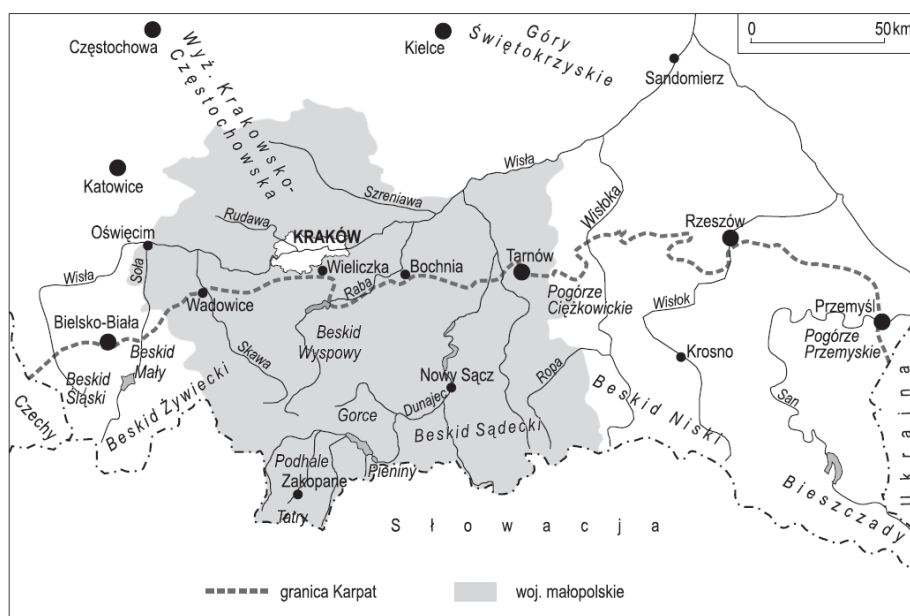 Częstochowa
Kielce
Góry
Świętokrzyskie
0 50 km
Wyż. Krakowsko-
Częstochowska
Sandomierz
Katowice
Wisła
Szreniawa
Wisłoka
Rudawa
Oświęcim
KRAKÓW
Rzeszów
Soła
Wieliczka
Bochnia
Tarnów
Wisła
Raba
Wadowice
Pogórze
Ciężkowickie
Wisłok
Przemyśl
Bielsko-Biała
Beskid
Wyspowy
Pogórze
Przemyskie
Beskid
Mały
Skawa
Krosno
Beskid
Śląski
Nowy Sącz
Ropa
San
Czechy
Beskid Żywiecki
Gorce
Dunajec
Beskid Sądecki
Beskid Niski
Ukraina
Podhale
Pieniny
Zakopane
Tatry
Bieszczady
Słowacja
granica Karpat
woj. małopolskie